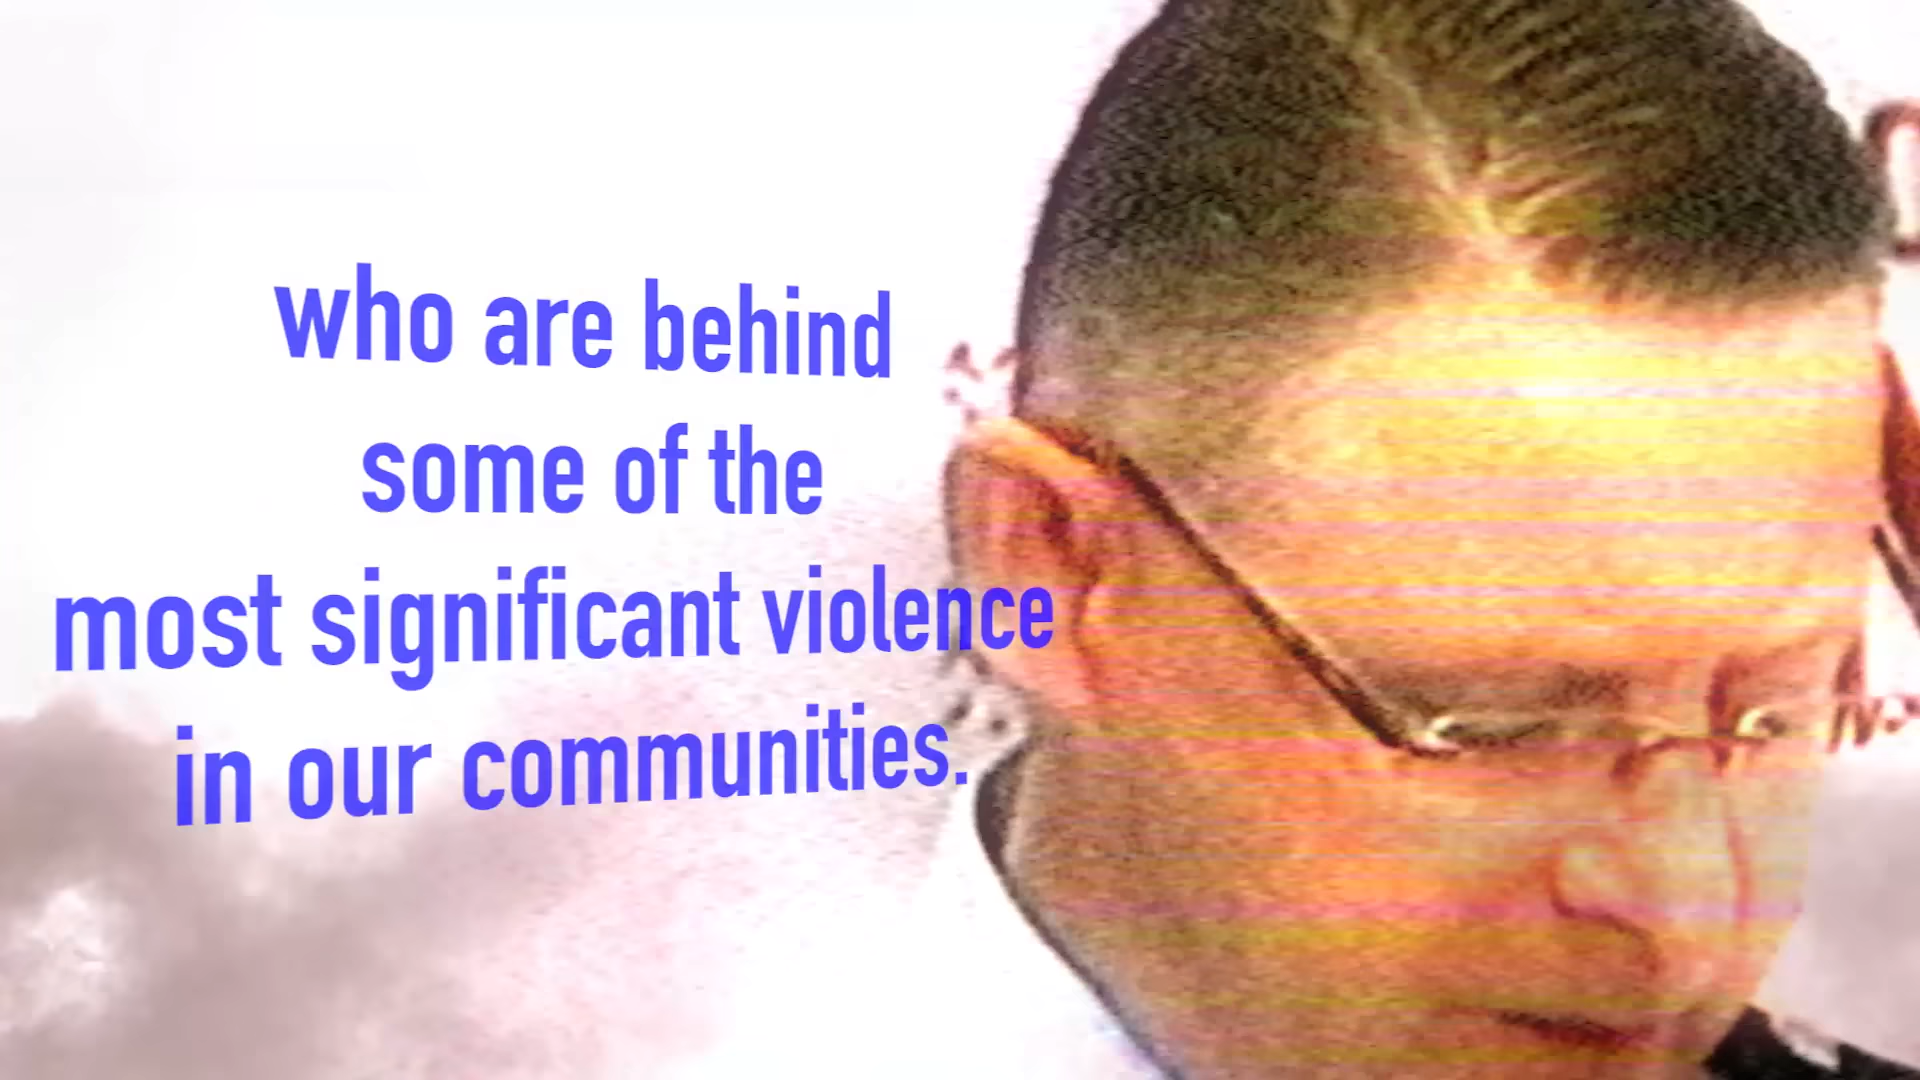 who are behind
some of the
most significant violence
in our communities.